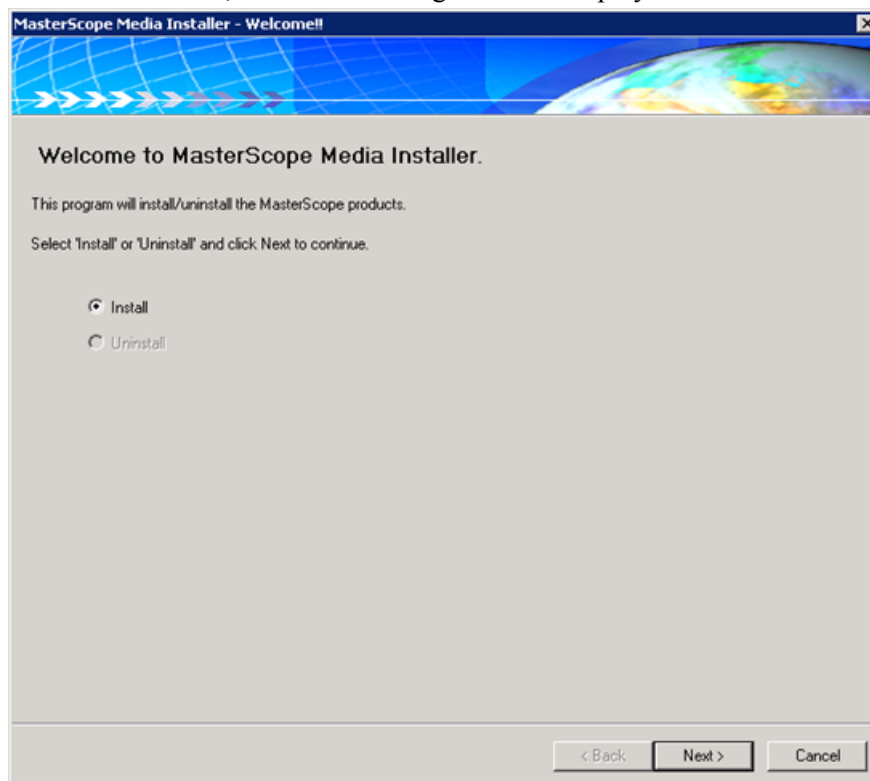 MasterScope Media Installer - Welcome!!
Welcome to MasterScope Media Installer.
This program will install/uninstall the MasterScope products.
Select 'Install' or 'Uninstall' and click Next to continue.
Install
Uninstall
< Back Next > Cancel